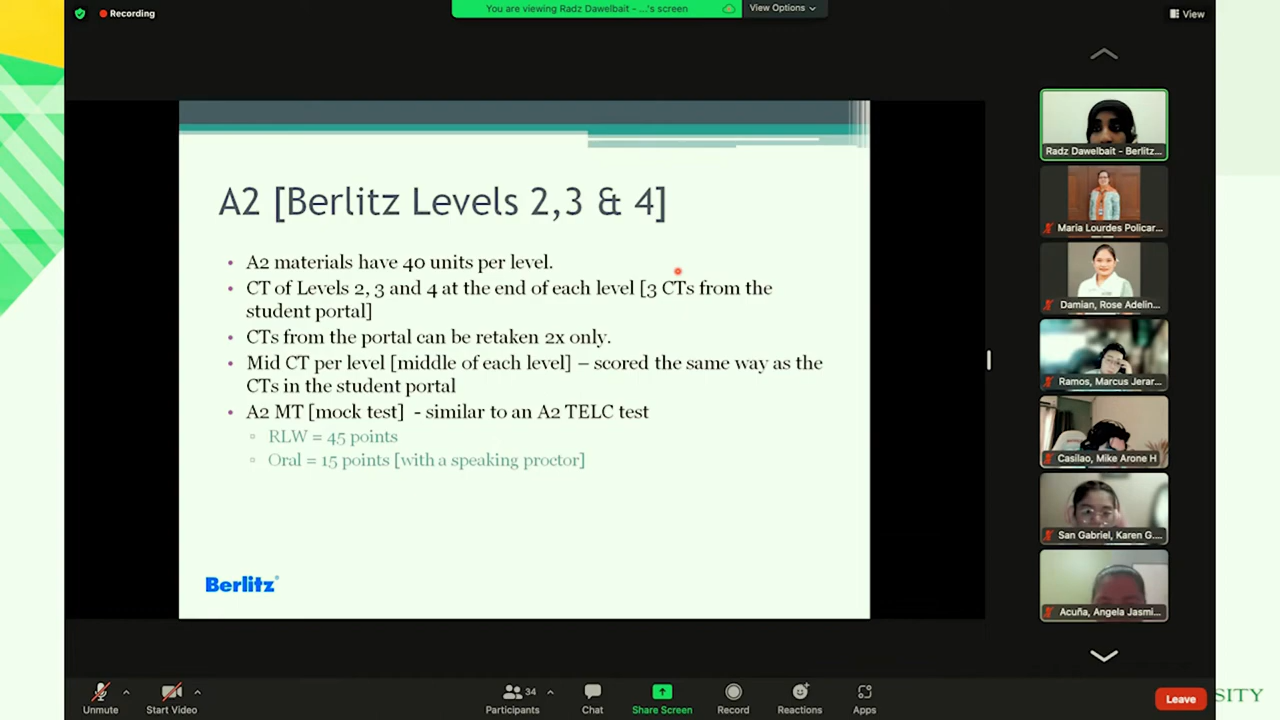 Recording
You are viewing Radz Dawelbait - ...'s screen
View Options
View
A2 [Berlitz Levels 2,3 & 4]
• A2 materials have 40 units per level.
• CT of Levels 2, 3 and 4 at the end of each level [3 CTs from the
student portal]
• CTs from the portal can be retaken 2x only.
• Mid CT per level [middle of each level] – scored the same way as the
CTs in the student portal
• A2 MT [mock test] - similar to an A2 TELC test
▫ RLW = 45 points
▫ Oral = 15 points [with a speaking proctor]
Berlitz®
Radz Dawelbait - Berlitz...
Maria Lourdes Policar...
Damian, Rose Adelin...
Ramos, Marcus Jerar...
Casilao, Mike Arone H
San Gabriel, Karen G....
Acuña, Angela Jasmi...
Unmute
Start Video
Participants
34
Chat
Share Screen
Record
Reactions
Apps
Leave
SITY